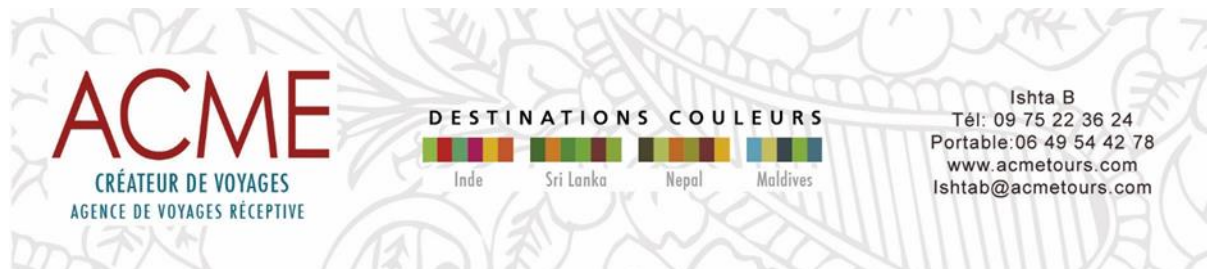 ACME
CRÉATEUR DE VOYAGES
AGENCE DE VOYAGES RÉCEPTIVE
DESTINATIONS COULEURS
Inde Sri Lanka Nepal Maldives
Ishta B
Tél: 09 75 22 36 24
Portable:06 49 54 42 78
www.acmetours.com
Ishtab@acmetours.com